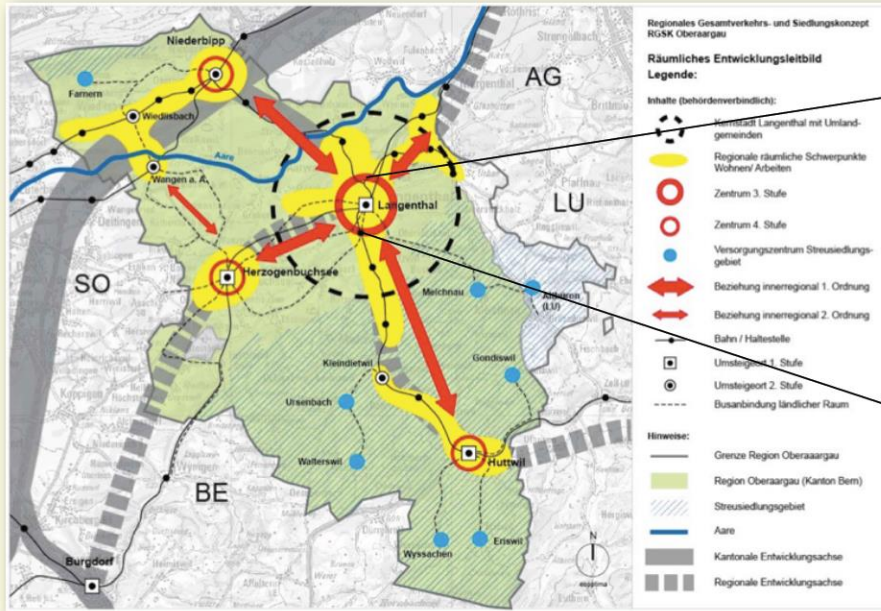 Niederbipp
Farnern
Wiedlisbach
Aare
Wangen a. A.
AG
Langenthal
LU
SO
Herzogenbuchsee
Melchnau
(LU)
Kleindietwil
Gondiswil
Ursenbach
Walterswil
Huttwil
BE
Wyssachen
Eriswil
Burgdorf
N
ecoptima
Regionales Gesamtverkehrs- und Siedlungskonzept
RGSK Oberaargau
Räumliches Entwicklungsleitbild
Legende:
Inhalte (behördenverbindlich):
Kernstadt Langenthal mit Umland-
gemeinden
Regionale räumliche Schwerpunkte
Wohnen/ Arbeiten
Zentrum 3. Stufe
Zentrum 4. Stufe
Versorgungszentrum Streusiedlungs-
gebiet
Beziehung innerregional 1. Ordnung
Beziehung innerregional 2. Ordnung
Bahn / Haltestelle
Umsteigeort 1. Stufe
Umsteigeort 2. Stufe
Busanbindung ländlicher Raum
Hinweise:
Grenze Region Oberaaargau
Region Oberaargau (Kanton Bern)
Streusiedlungsgebiet
Aare
Kantonale Entwicklungsachse
Regionale Entwicklungsachse